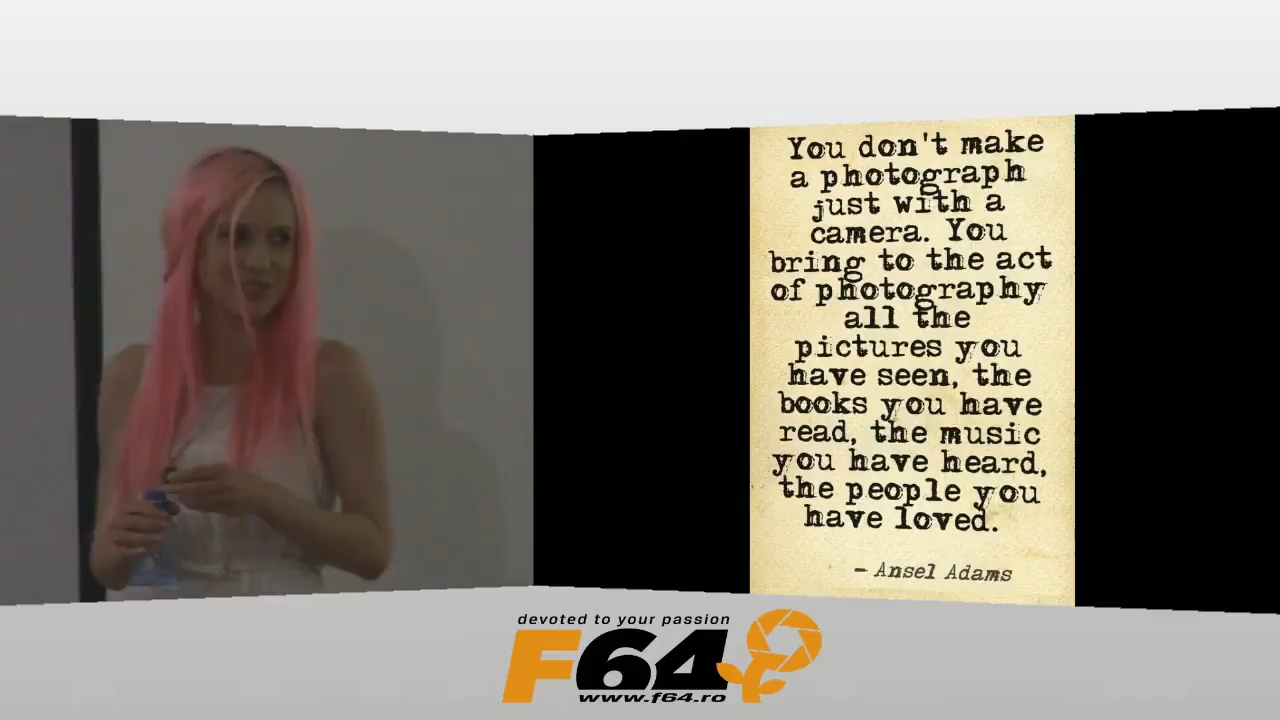 You don't make
a photograph
just with a
camera. You
bring to the act
of photography
all the
pictures you
have seen, the
books you have
read, the music
you have heard,
the people you
have loved.
- Ansel Adams
devoted to your passion
F64
www.f64.ro